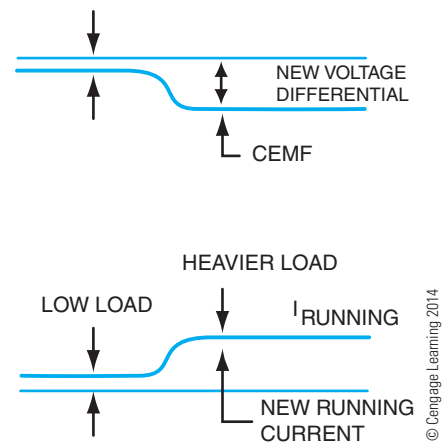 NEW VOLTAGE
DIFFERENTIAL
CEMF
HEAVIER LOAD
LOW LOAD
IRUNNING
NEW RUNNING
CURRENT
© Cengage Learning 2014